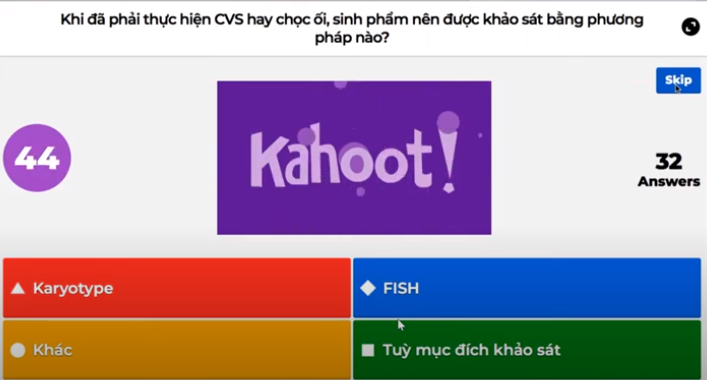 Khi đã phải thực hiện CVS hay chọc ối, sinh phẩm nên được khảo sát bằng phương
pháp nào?
Skip
44
Kahoot!
32
Answers
Karyotype
FISH
Khác
Tuỳ mục đích khảo sát